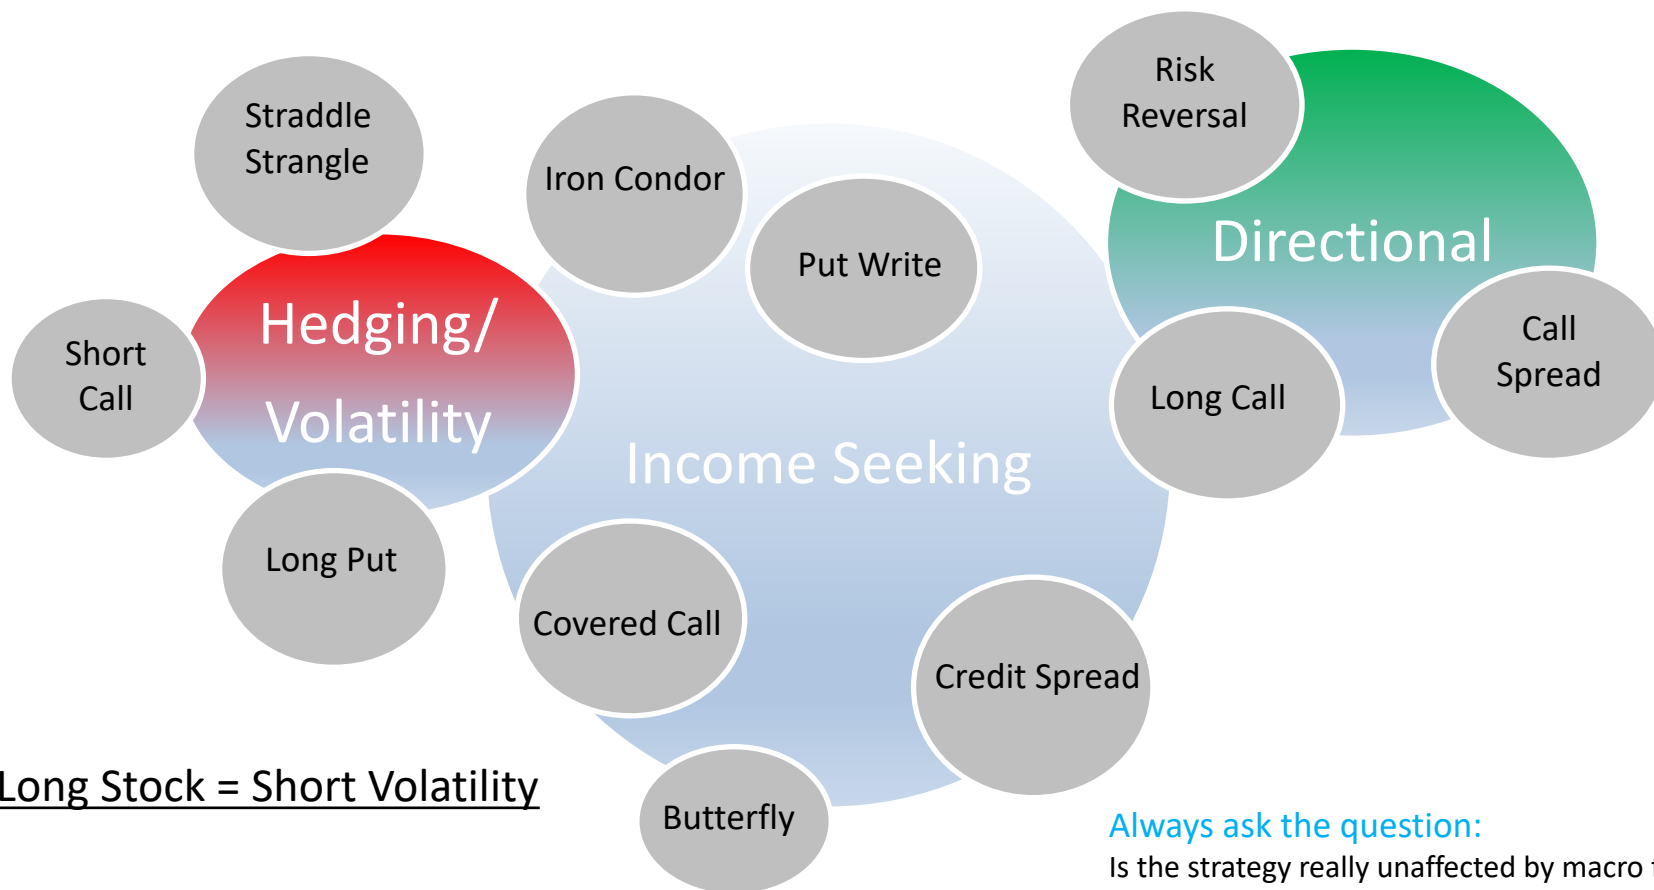 Straddle
Strangle
Iron Condor
Put Write
Risk
Reversal
Directional
Hedging/
Volatility
Short
Call
Long Put
Income Seeking
Long Call
Call
Spread
Covered Call
Credit Spread
Butterfly
Long Stock = Short Volatility
Always ask the question:
Is the strategy really unaffected by macro